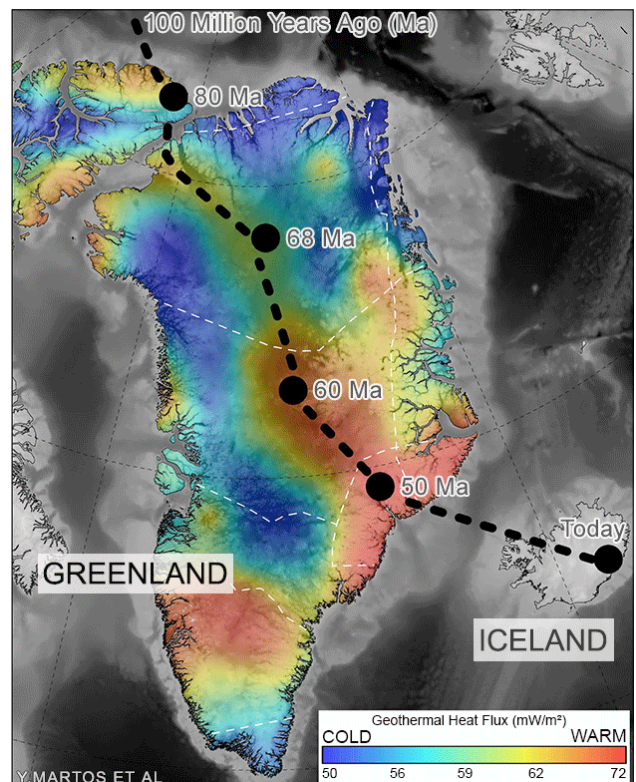 100 Million Years Ago (Ma)
80 Ma
68 Ma
60 Ma
50 Ma
Today
GREENLAND
ICELAND
Geothermal Heat Flux (mW/m²)
COLD WARM
50 56 59 62 72
Y MARTOS ET AL